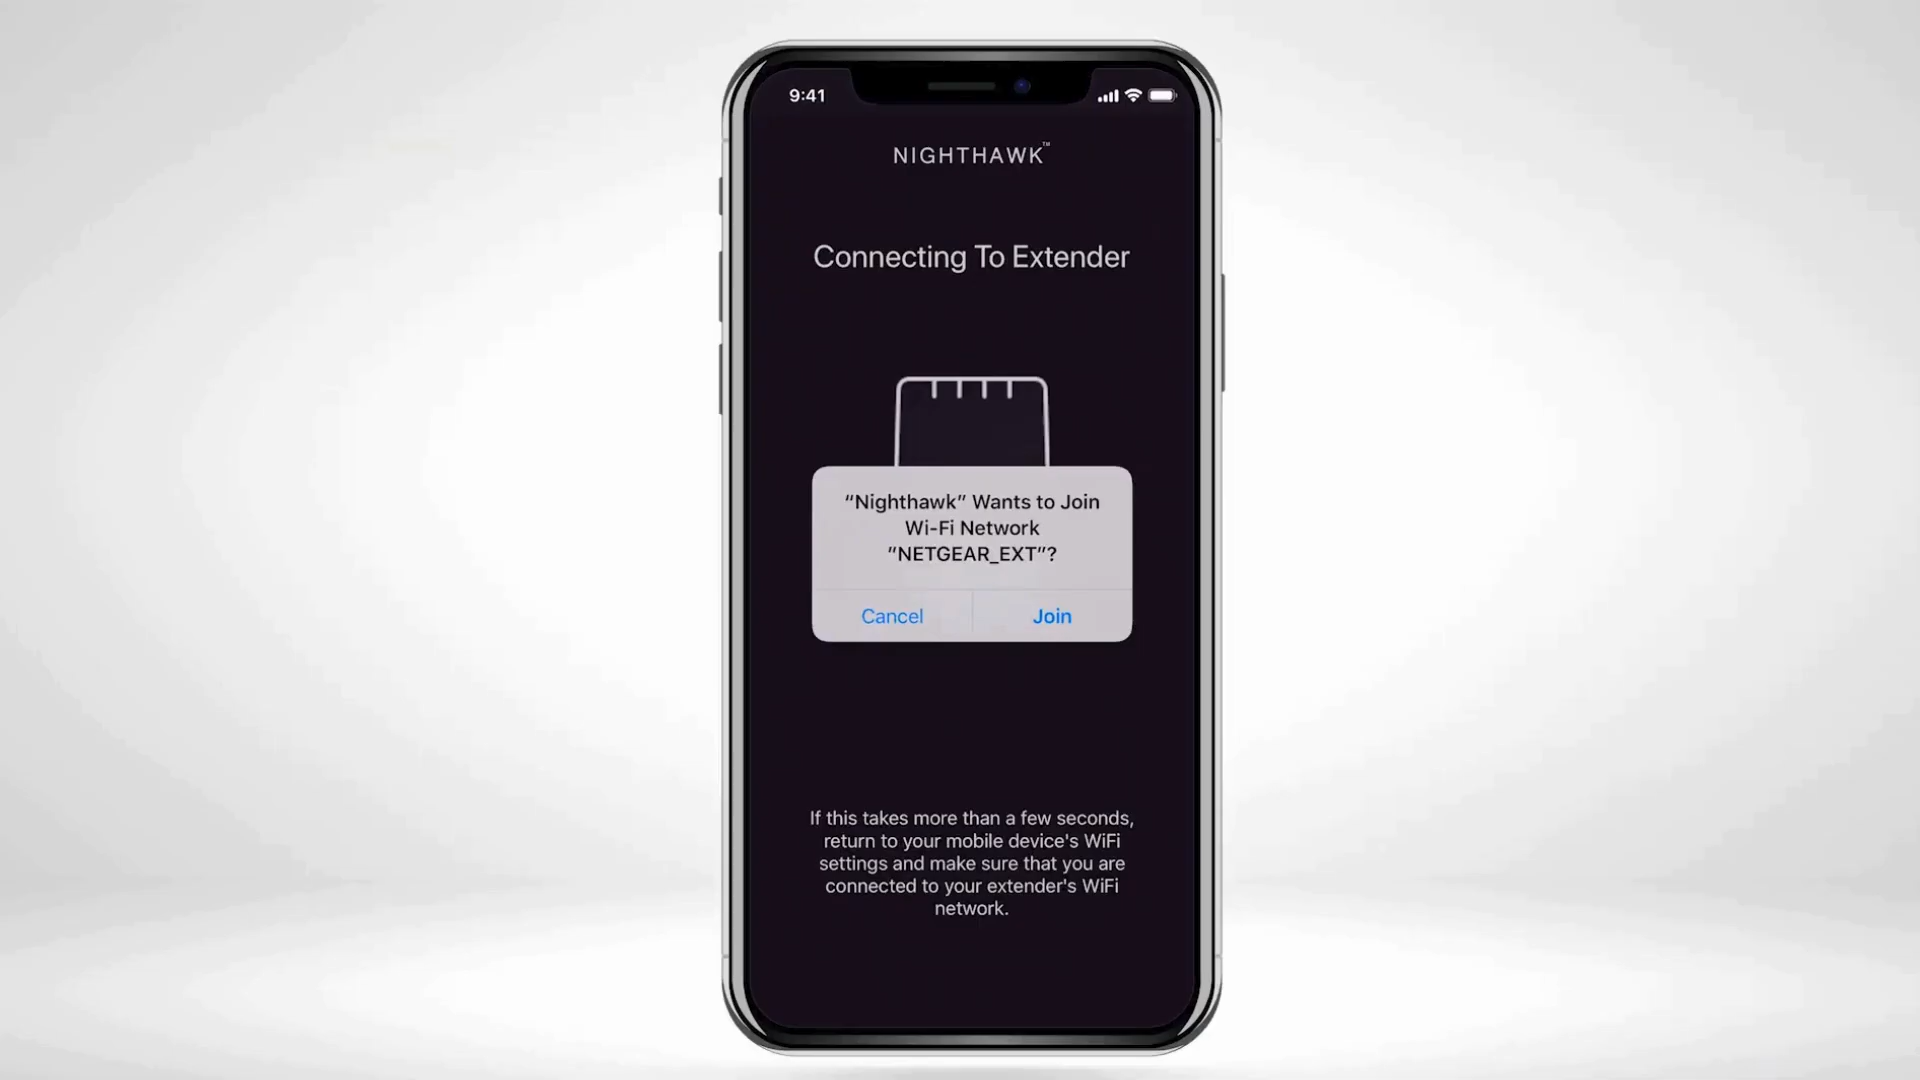 9:41
NIGHTHAWK™
Connecting To Extender
“Nighthawk” Wants to Join
Wi-Fi Network
“NETGEAR_EXT”?
Cancel Join
If this takes more than a few seconds,
return to your mobile device's WiFi
settings and make sure that you are
connected to your extender's WiFi
network.